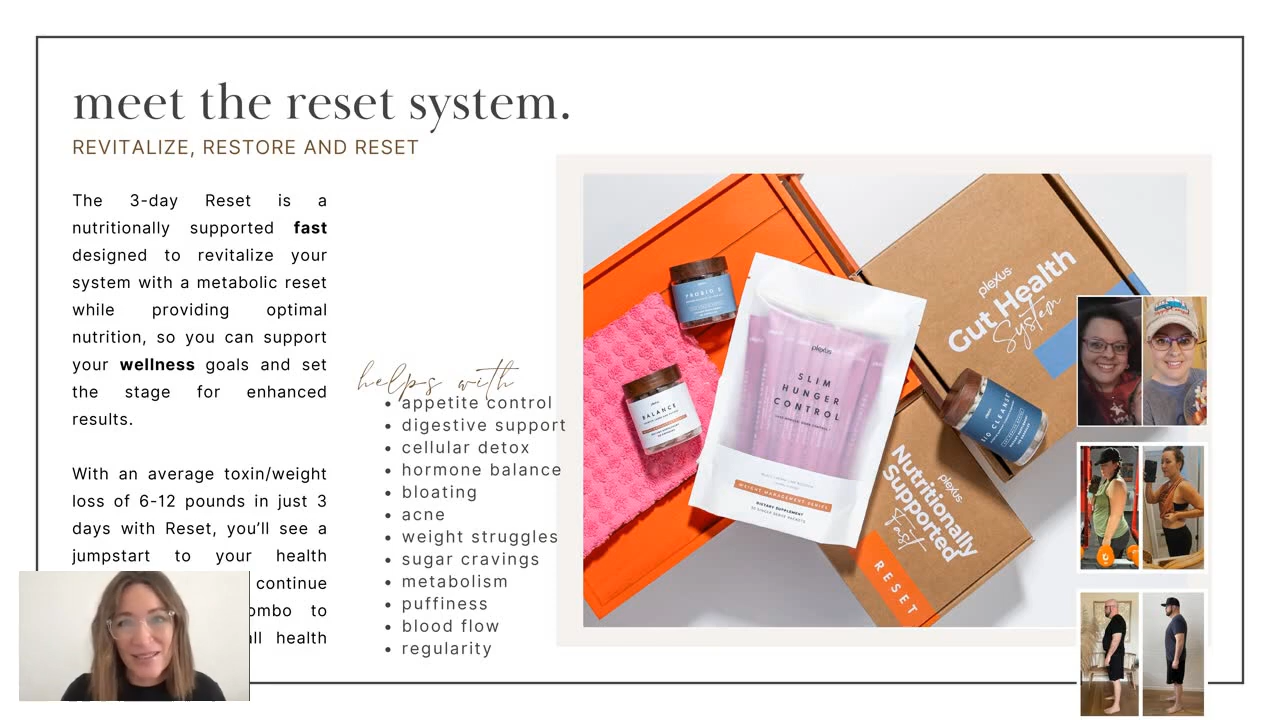 meet the reset system.
REVITALIZE, RESTORE AND RESET
The 3-day Reset is a
nutritionally supported fast
designed to revitalize your
system with a metabolic reset
while providing optimal
nutrition, so you can support
your wellness goals and set
the stage for enhanced
results.
With an average toxin/weight
loss of 6-12 pounds in just 3
days with Reset, you'll see a
jumpstart to your health
continue
to
health
helps with
• appetite control
• digestive support
• cellular detox
• hormone balance
• bloating
• acne
• weight struggles
• sugar cravings
• metabolism
• puffiness
• blood flow
• regularity
PROBIO 5
BALANCE
plexus
SLIM
HUNGER
CONTROL
WEIGHT MANAGEMENT SERIES
DIETARY SUPPLEMENT
plexus
Gut Health
System
plexus
Nutritionally
Supported
Fast
RESET